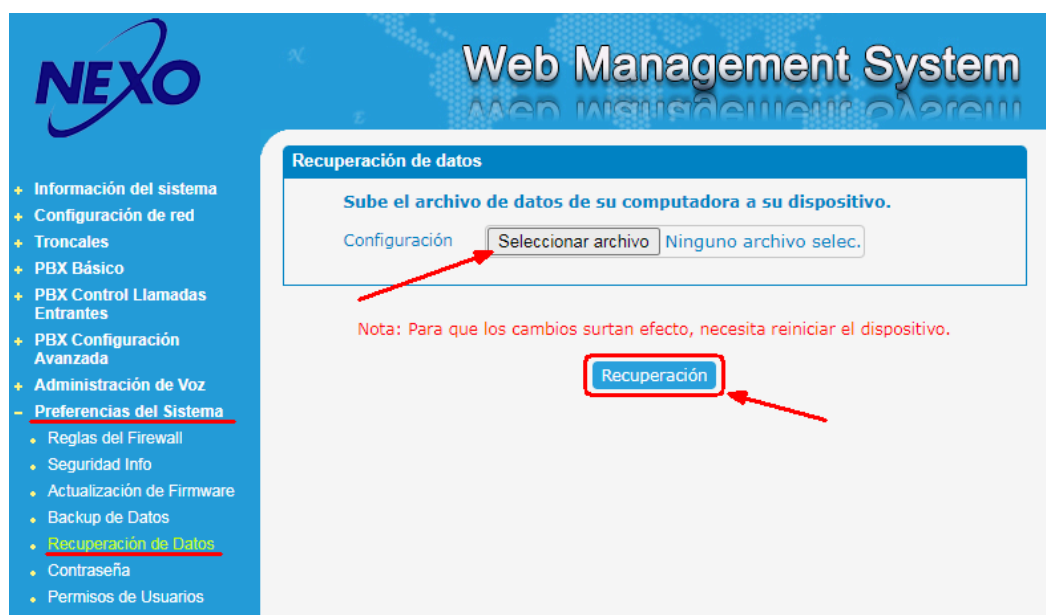 NEXO
Web Management System
Información del sistema
Configuración de red
Troncales
PBX Básico
PBX Control Llamadas
Entrantes
PBX Configuración
Avanzada
Administración de Voz
Preferencias del Sistema
Reglas del Firewall
Seguridad Info
Actualización de Firmware
Backup de Datos
Recuperación de Datos
Contraseña
Permisos de Usuarios
Recuperación de datos
Sube el archivo de datos de su computadora a su dispositivo.
Configuración Seleccionar archivo Ninguno archivo selec.
Nota: Para que los cambios surtan efecto, necesita reiniciar el dispositivo.
Recuperación